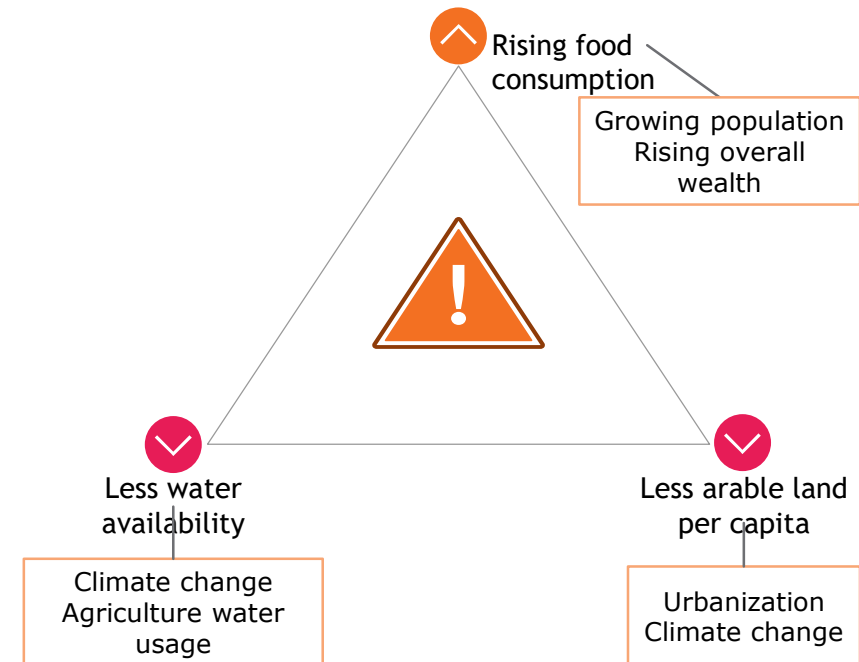 Rising food
consumption
Growing population
Rising overall
wealth
!
Less water
availability
Climate change
Agriculture water
usage
Less arable land
per capita
Urbanization
Climate change